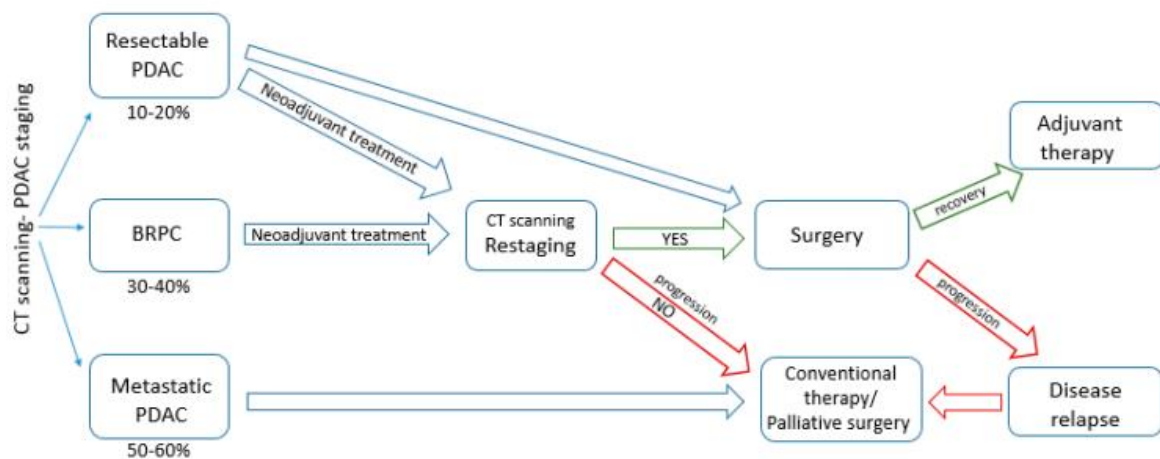 CT scanning- PDAC staging
Resectable
PDAC
10-20%
Neoadjuvant treatment
BRPC
30-40%
Neoadjuvant treatment
CT scanning
Restaging
YES
Surgery
recovery
Adjuvant
therapy
progression
NO
progression
Metastatic
PDAC
50-60%
Conventional
therapy/
Palliative surgery
Disease
relapse